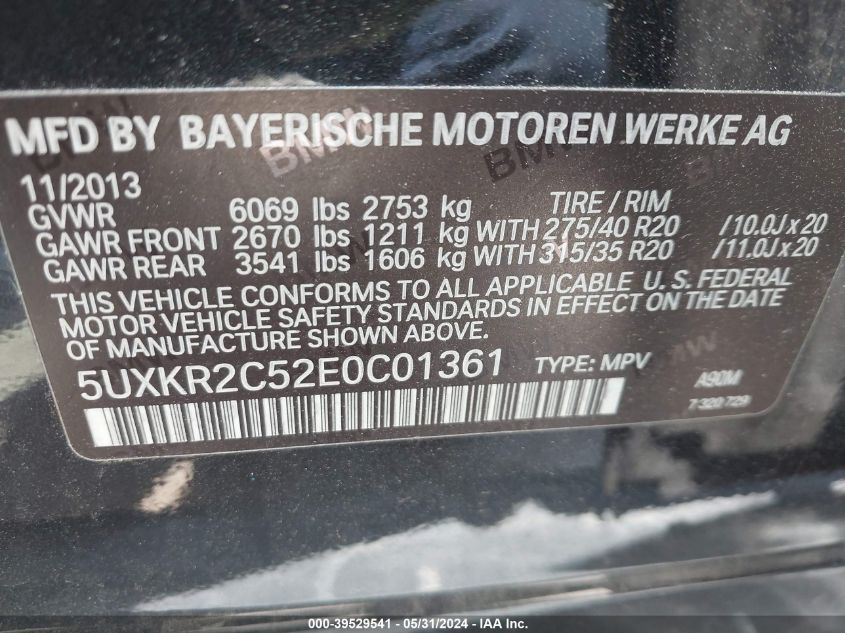 MFD BY BAYERISCHE MOTOREN WERKE AG
11/2013 TIRE / RIM
GVWR 6069 lbs 2753 kg
GAWR FRONT 2670 lbs 1211 kg WITH 275/40 R20 /10.0J x 20
GAWR REAR 3541 lbs 1606 kg WITH 315/35 R20 /11.0J x 20
THIS VEHICLE CONFORMS TO ALL APPLICABLE U. S. FEDERAL
MOTOR VEHICLE SAFETY STANDARDS IN EFFECT ON THE DATE
OF MANUFACTURE SHOWN ABOVE.
5UXKR2C52E0C01361 TYPE: MPV A90M
7 320 729
000-39529541 - 05/31/2024 - IAA Inc.